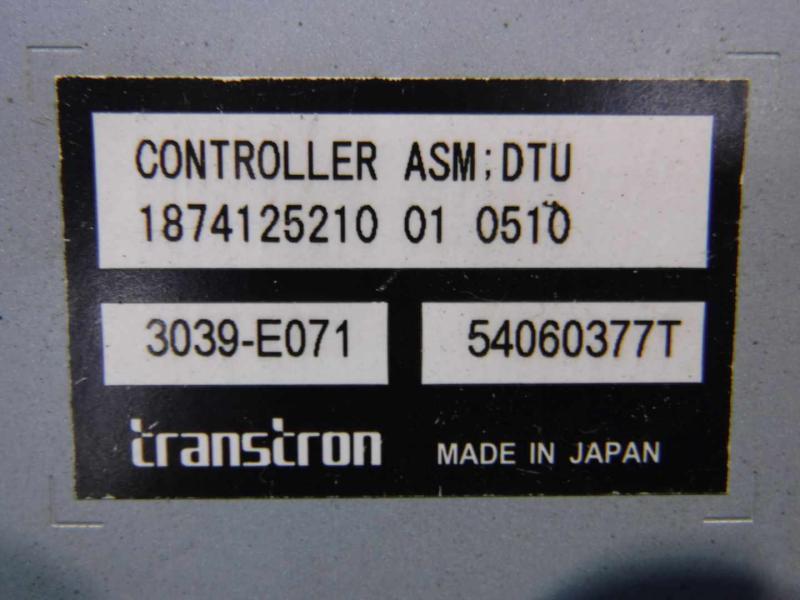 CONTROLLER ASM;DTU
1874125210 01 0510
3039-E071 54060377T
transtron MADE IN JAPAN